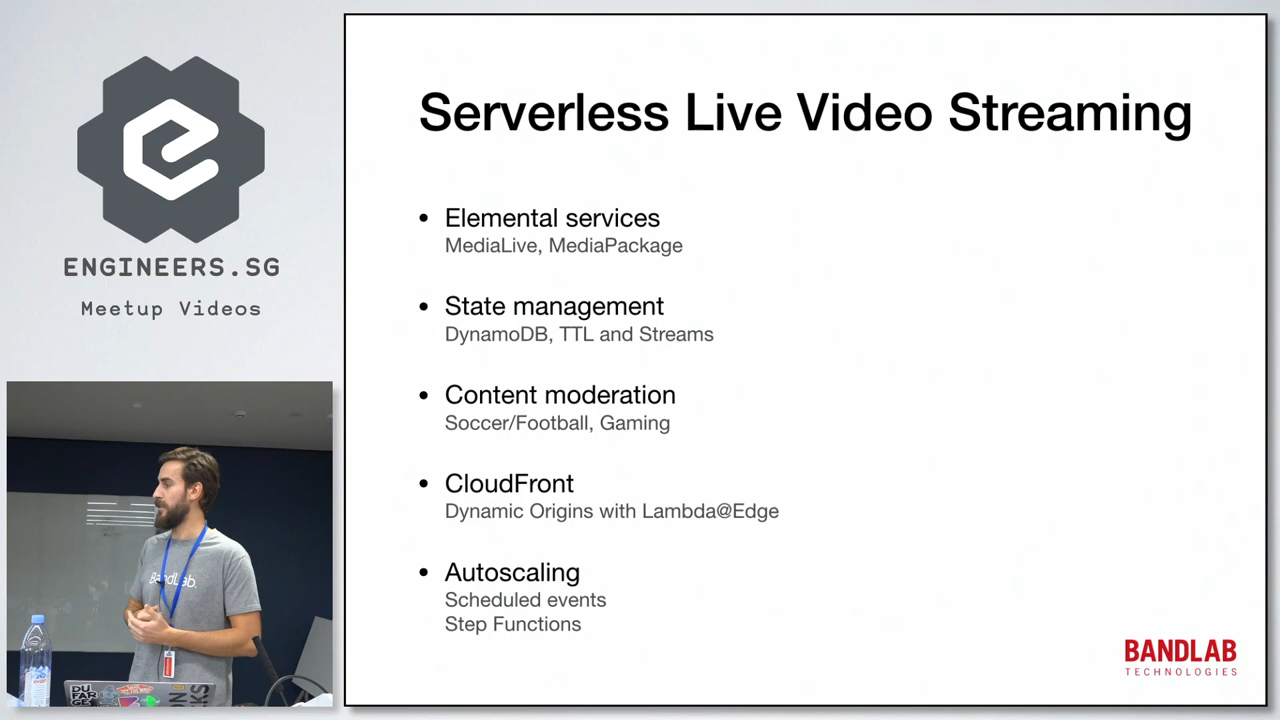 ENGINEERS.SG
Meetup Videos
BandLab.
Serverless Live Video Streaming
• Elemental services
MediaLive, MediaPackage
• State management
DynamoDB, TTL and Streams
• Content moderation
Soccer/Football, Gaming
• CloudFront
Dynamic Origins with Lambda@Edge
• Autoscaling
Scheduled events
Step Functions
BANDLAB
TECHNOLOGIES